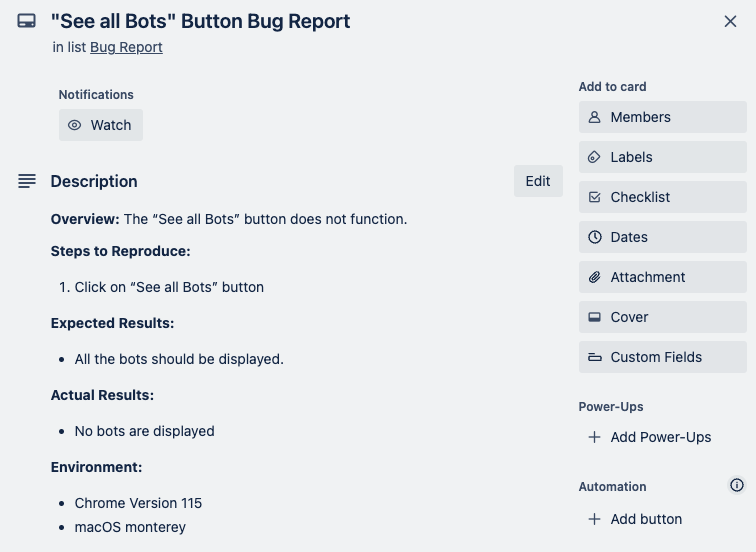 "See all Bots" Button Bug Report
in list Bug Report
Notifications
Watch
Description
Edit
Overview: The “See all Bots” button does not function.
Steps to Reproduce:
1. Click on “See all Bots” button
Expected Results:
• All the bots should be displayed.
Actual Results:
• No bots are displayed
Environment:
• Chrome Version 115
• macOS monterey
Add to card
Members
Labels
Checklist
Dates
Attachment
Cover
Custom Fields
Power-Ups
Add Power-Ups
Automation
Add button